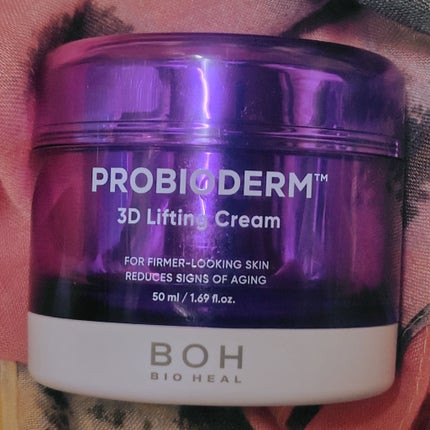 PROBIODERM™
3D Lifting Cream
FOR FIRMER-LOOKING SKIN
REDUCES SIGNS OF AGING
50 ml / 1.69 fl.oz.
BOH
BIO HEAL